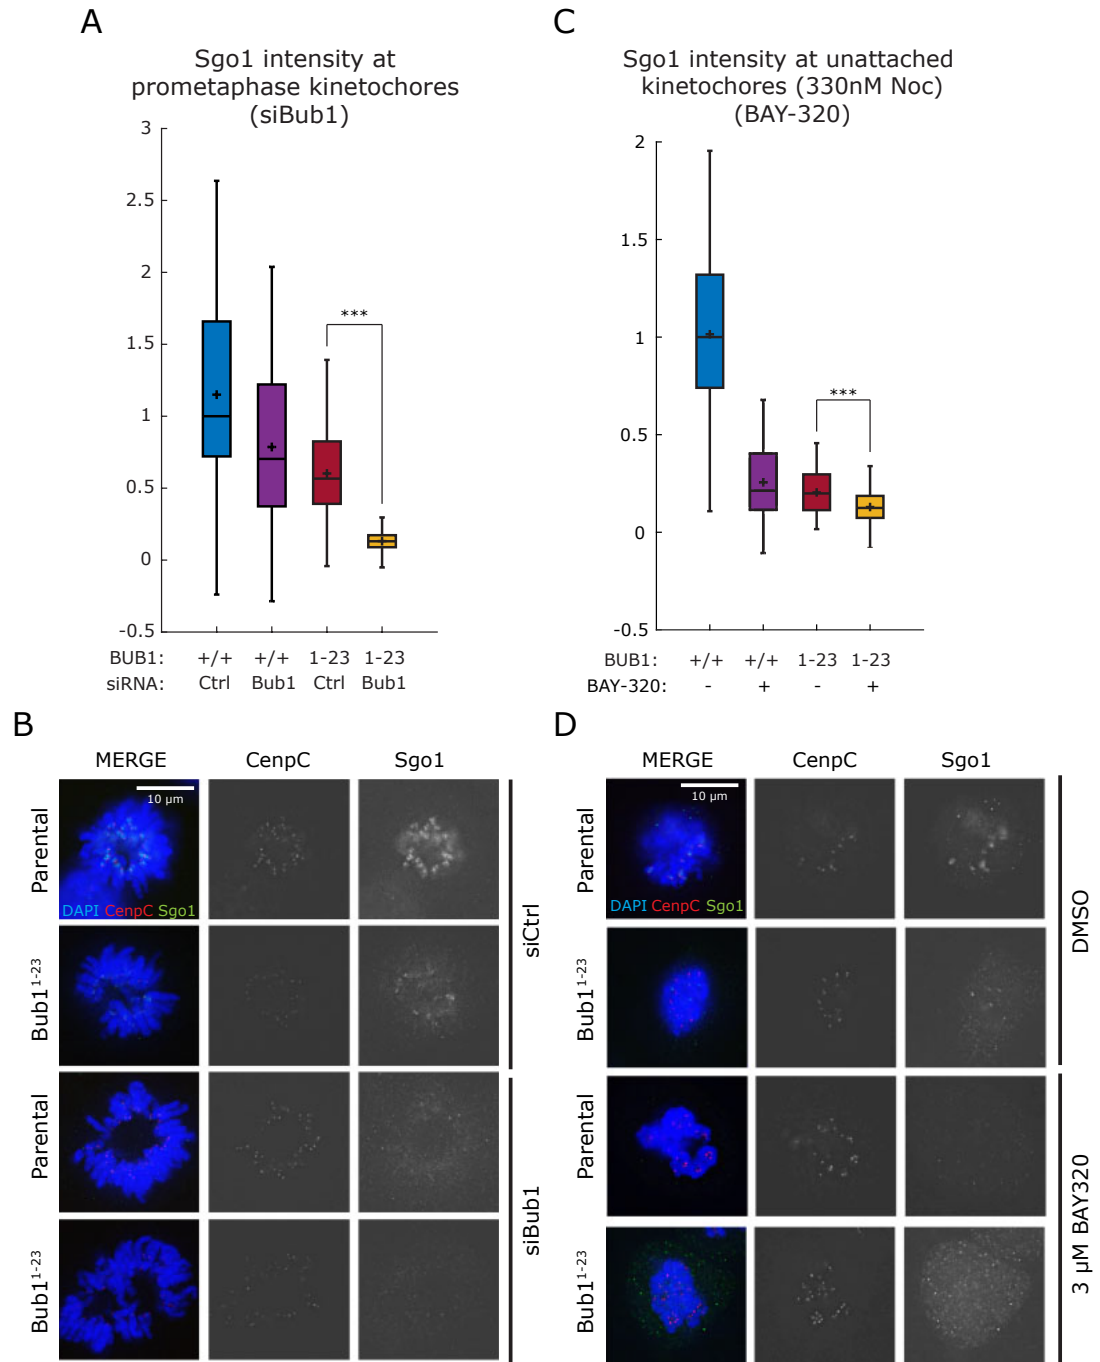 A
Sgo1 intensity at
prometaphase kinetochores
(siBub1)
3
2.5
2
1.5
1
0.5
0
-0.5
***
BUB1: +/+ +/+ 1-23 1-23
siRNA: Ctrl Bub1 Ctrl Bub1
C
Sgo1 intensity at unattached
kinetochores (330nM Noc)
(BAY-320)
2
1.5
1
0.5
0
-0.5
***
BUB1: +/+ +/+ 1-23 1-23
BAY-320: - + - +
B
MERGE CenpC Sgo1
10 µm
Parental
DAPI CenpC Sgo1
Bub1¹⁻²³
siCtrl
Parental
Bub1¹⁻²³
siBub1
D
MERGE CenpC Sgo1
10 µm
Parental
DAPI CenpC Sgo1
Bub1¹⁻²³
DMSO
Parental
Bub1¹⁻²³
3 µM BAY320